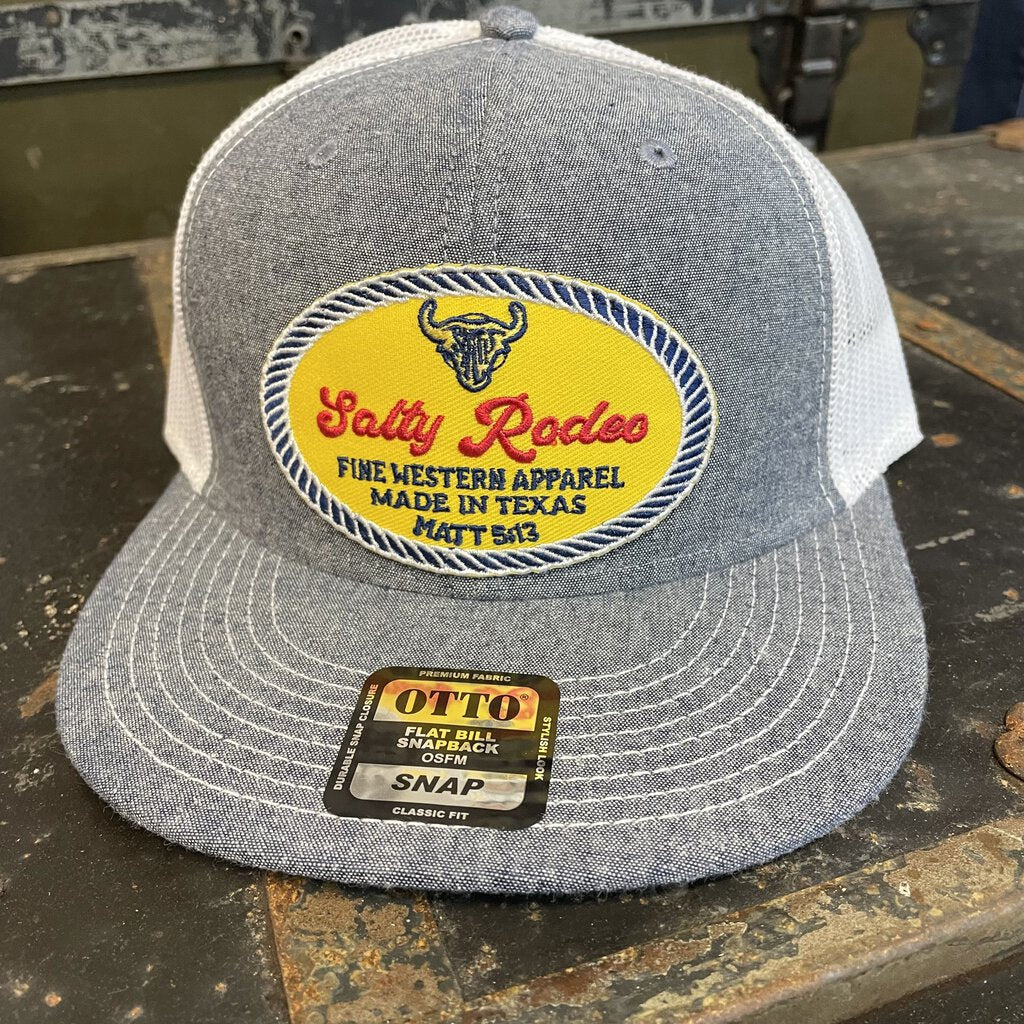 Salty Rodeo
FINE WESTERN APPAREL
MADE IN TEXAS
MATT 5:13
PREMIUM FABRIC
OTTO®
DURABLE SNAP CLOSURE
STYLISH LOOK
FLAT BILL
SNAPBACK
OSFM
SNAP
CLASSIC FIT